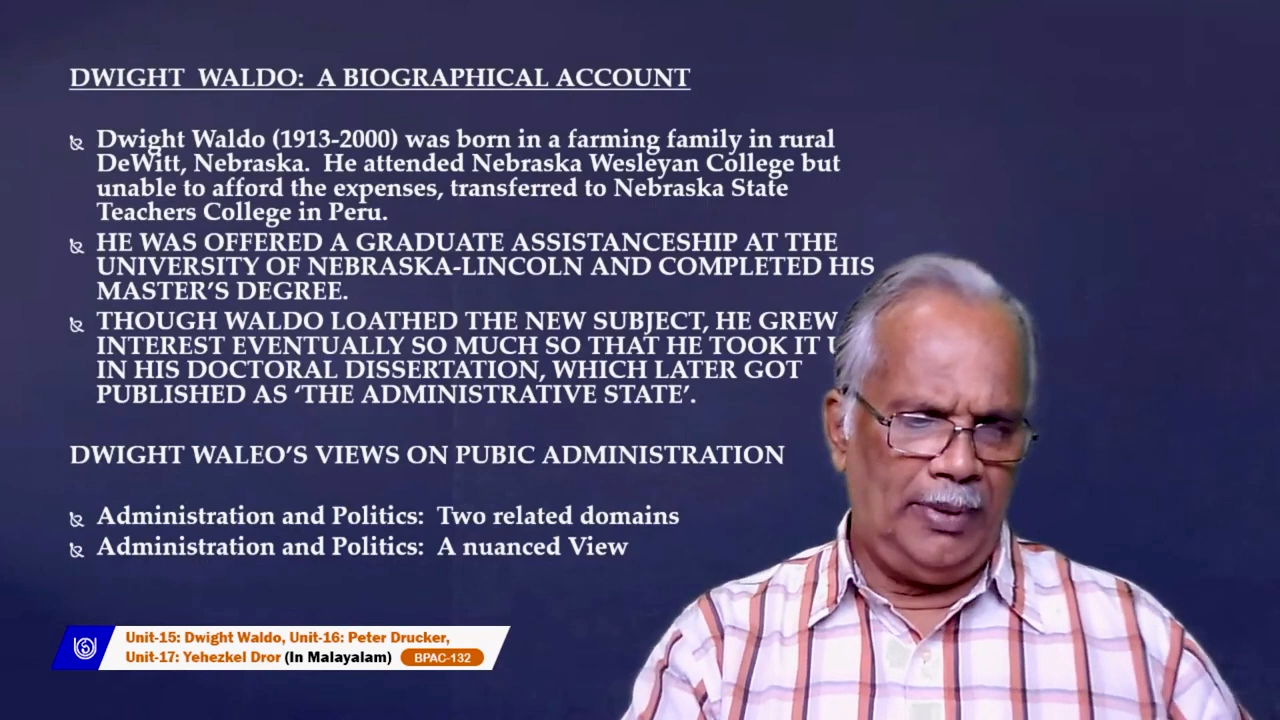 DWIGHT WALDO: A BIOGRAPHICAL ACCOUNT
Dwight Waldo (1913-2000) was born in a farming family in rural
DeWitt, Nebraska. He attended Nebraska Wesleyan College but
unable to afford the expenses, transferred to Nebraska State
Teachers College in Peru.
HE WAS OFFERED A GRADUATE ASSISTANCESHIP AT THE
UNIVERSITY OF NEBRASKA-LINCOLN AND COMPLETED HIS
MASTER'S DEGREE.
THOUGH WALDO LOATHED THE NEW SUBJECT, HE GREW
INTEREST EVENTUALLY SO MUCH SO THAT HE TOOK IT
IN HIS DOCTORAL DISSERTATION, WHICH LATER GOT
PUBLISHED AS ‘THE ADMINISTRATIVE STATE’.
DWIGHT WALEO'S VIEWS ON PUBIC ADMINISTRATION
Administration and Politics: Two related domains
Administration and Politics: A nuanced View
Unit-15: Dwight Waldo, Unit-16: Peter Drucker,
Unit-17: Yehezkel Dror (In Malayalam) BPAC-132